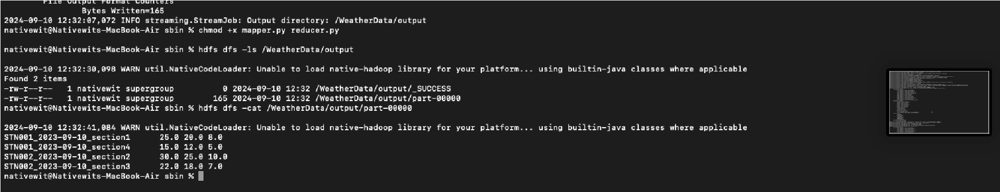 File Output Format Counters
Bytes Written=165
2024-09-10 12:32:07,072 INFO streaming.StreamJob: Output directory: /WeatherData/output
nativewit@Nativewits-MacBook-Air sbin % chmod +x mapper.py reducer.py
nativewit@Nativewits-MacBook-Air sbin % hdfs dfs -ls /WeatherData/output
2024-09-10 12:32:30,098 WARN util.NativeCodeLoader: Unable to load native-hadoop library for your platform... using builtin-java classes where applicable
Found 2 items
-rw-r--r-- 1 nativewit supergroup 0 2024-09-10 12:32 /WeatherData/output/_SUCCESS
-rw-r--r-- 1 nativewit supergroup 165 2024-09-10 12:32 /WeatherData/output/part-00000
nativewit@Nativewits-MacBook-Air sbin % hdfs dfs -cat /WeatherData/output/part-00000
2024-09-10 12:32:41,084 WARN util.NativeCodeLoader: Unable to load native-hadoop library for your platform... using builtin-java classes where applicable
STN001_2023-09-10_section1 25.0 20.0 8.0
STN001_2023-09-10_section4 15.0 12.0 5.0
STN002_2023-09-10_section2 30.0 25.0 10.0
STN002_2023-09-10_section3 22.0 18.0 7.0
nativewit@Nativewits-MacBook-Air sbin %